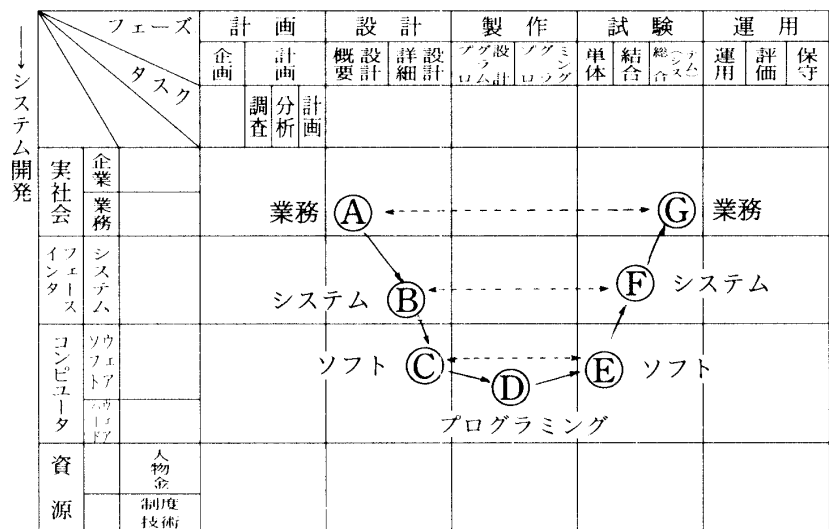 →システム開発
フェーズ
タスク
計画
設計
製作
試験
運用
企画
計画
概要設計
詳細設計
プログラム設計
プログラミング
単体
結合
総合(システム)
運用
評価
保守
調査
分析
計画
実社会
企業
業務
業務 A
G 業務
インタフェース
システム
システム B
F システム
コンピュータ
ソフトウェア
ハードウェア
ソフト C
D
E ソフト
プログラミング
資源
人物金
制度
技術